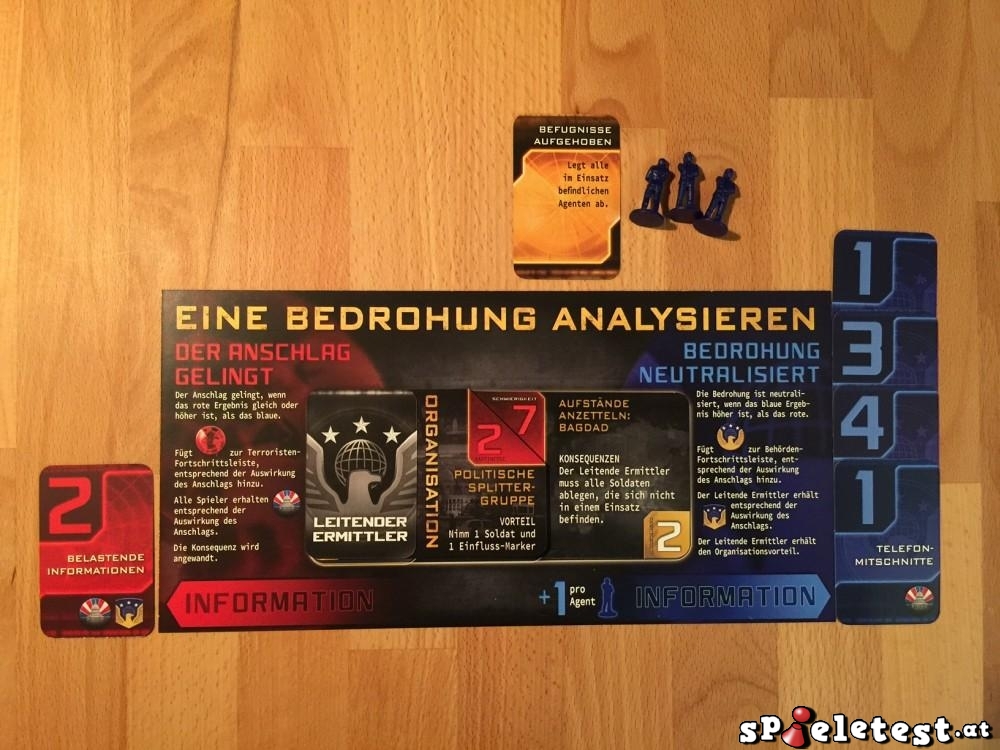 BEFUGNISSE
AUFGEHOBEN
Legt alle
im Einsatz
befindlichen
Agenten ab.
EINE BEDROHUNG ANALYSIEREN
DER ANSCHLAG
GELINGT
Der Anschlag gelingt, wenn
das rote Ergebnis gleich oder
höher ist, als das blaue.
Fügt zur Terroristen-
Fortschrittsleiste,
entsprechend der Auswirkung
des Anschlags hinzu.
Alle Spieler erhalten
entsprechend der
Auswirkung des
Anschlags.
Die Konsequenz wird
angewandt.
LEITENDER
ERMITTLER
ORGANISATION
SCHWIERIGKEIT
7
2
POLITISCHE
SPLITTER-
GRUPPE
VORTEIL
Nimm 1 Soldat und
1 Einfluss-Marker
AUFSTÄNDE
ANZETTELN:
BAGDAD
KONSEQUENZEN
Der Leitende Ermittler
muss alle Soldaten
ablegen, die sich nicht
in einem Einsatz
befinden.
2
BEDROHUNG
NEUTRALISIERT
Die Bedrohung ist neutrali-
siert, wenn das blaue Ergeb-
nis höher ist, als das rote.
Fügt zur Behörden-
Fortschrittsleiste, ent-
sprechend der Auswirkung
des Anschlags hinzu.
Der Leitende Ermittler erhält
entsprechend der
Auswirkung des
Anschlags.
Der Leitende Ermittler erhält
den Organisationsvorteil.
INFORMATION
+1 pro
Agent
INFORMATION
2
BELASTENDE
INFORMATIONEN
1
3
4
1
TELEFON-
MITSCHNITTE
spieletest.at